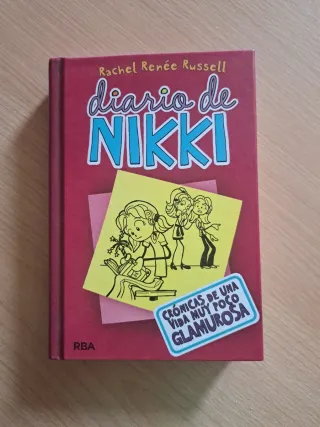 Rachel Renée Russell
diario de
NIKKI
CRÓNICAS DE UNA
VIDA MUY POCO
GLAMUROSA
RBA